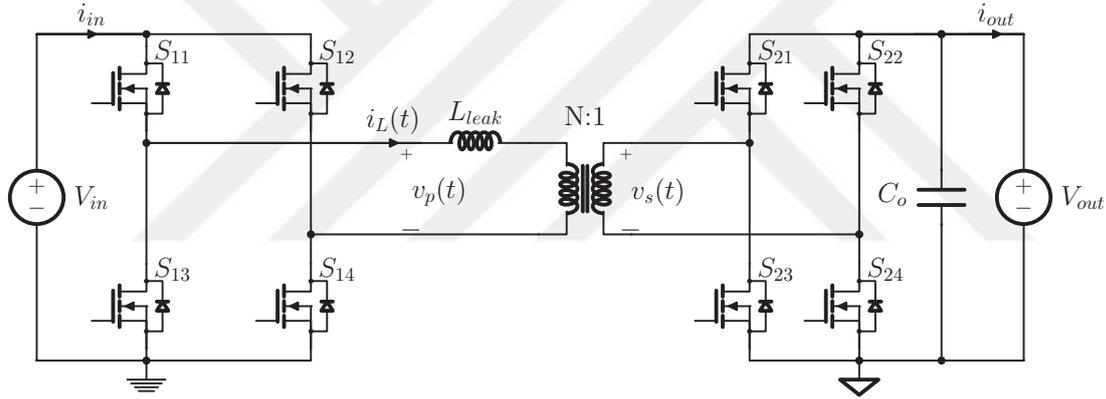 i_in
i_out
S_11
S_12
S_21
S_22
i_L(t)
L_leak
N:1
+
+
+
−
V_in
v_p(t)
v_s(t)
C_o
+
−
V_out
−
−
S_13
S_14
S_23
S_24